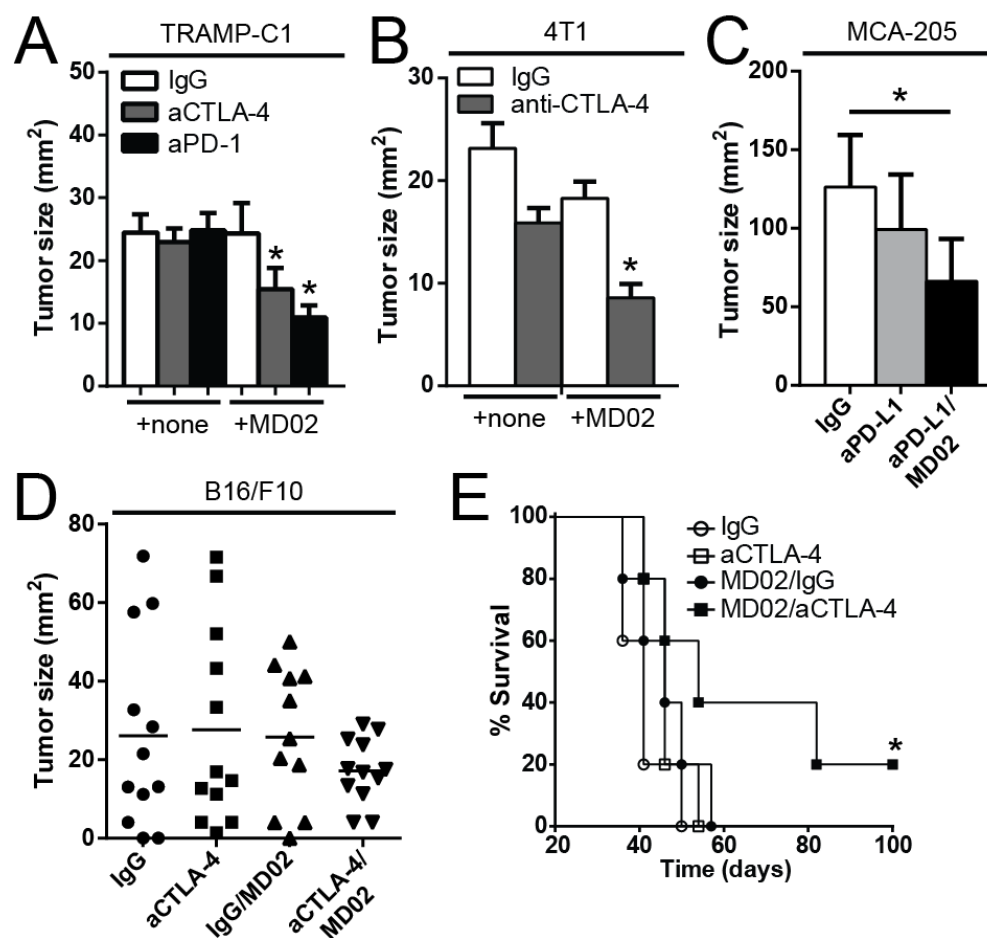 A
TRAMP-C1
IgG
aCTLA-4
aPD-1
Tumor size (mm²)
50
40
30
20
10
0
* *
+none +MD02
B
4T1
IgG
anti-CTLA-4
Tumor size (mm²)
30
20
10
0
*
+none +MD02
C
MCA-205
Tumor size (mm²)
200
150
100
50
0
*
IgG
aPD-L1
aPD-L1/
MD02
D
B16/F10
Tumor size (mm²)
80
60
40
20
0
IgG
aCTLA-4
IgG/MD02
aCTLA-4/
MD02
E
% Survival
100
80
60
40
20
0
IgG
aCTLA-4
MD02/IgG
MD02/aCTLA-4
*
20 40 60 80 100
Time (days)